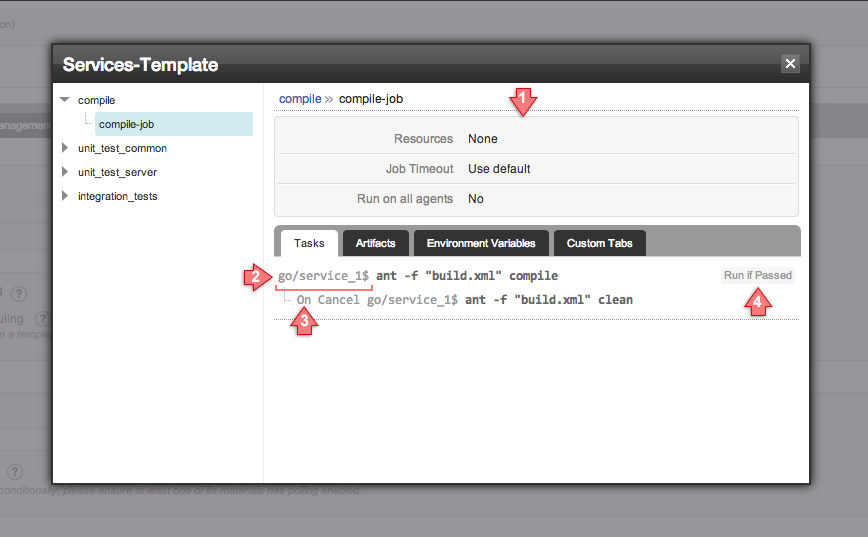 on)
Services-Template
compile
compile-job
unit_test_common
unit_test_server
integration_tests
compile » compile-job
1
Resources None
Job Timeout Use default
Run on all agents No
Tasks Artifacts Environment Variables Custom Tabs
2 go/service_1$ ant -f "build.xml" compile Run if Passed
On Cancel go/service_1$ ant -f "build.xml" clean
3
4
anagement
g ?
uling ?
n a templat
?
conditionally, please ensure at least one of its materials has polling enabled.